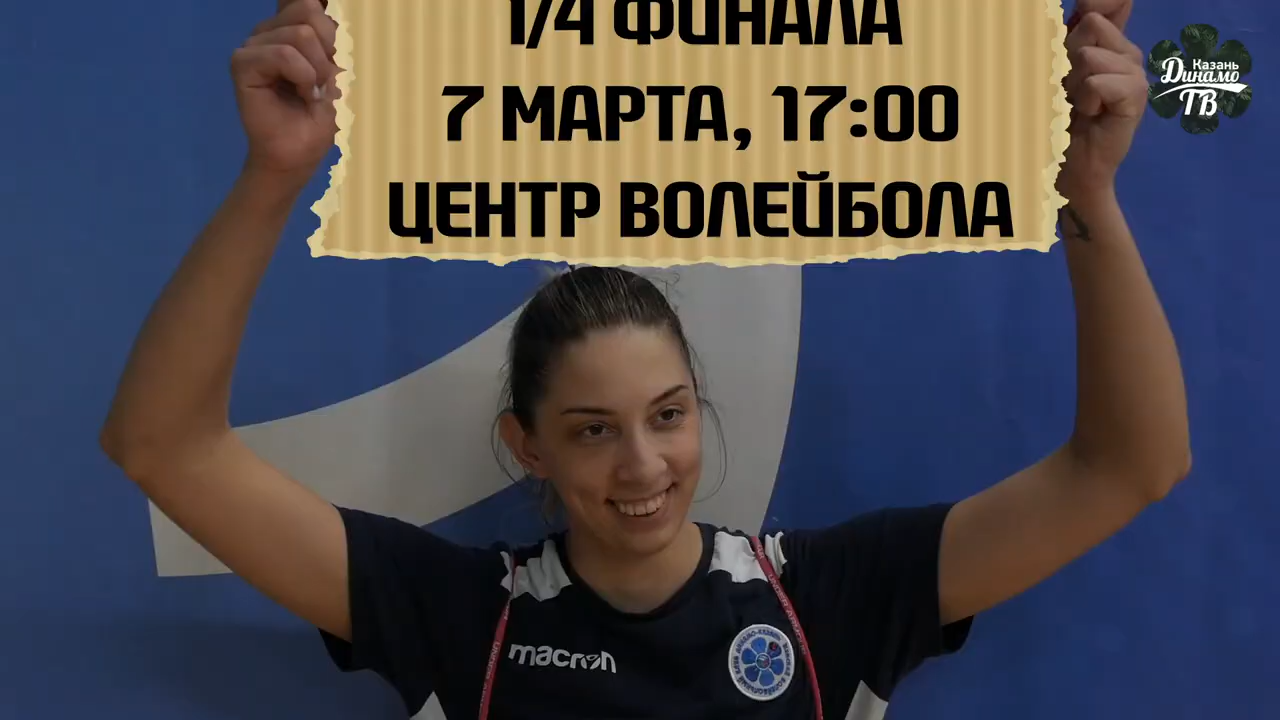 1/4 ФИНАЛА
7 МАРТА, 17:00
ЦЕНТР ВОЛЕЙБОЛА
Казань
Динамо
ТВ
macron